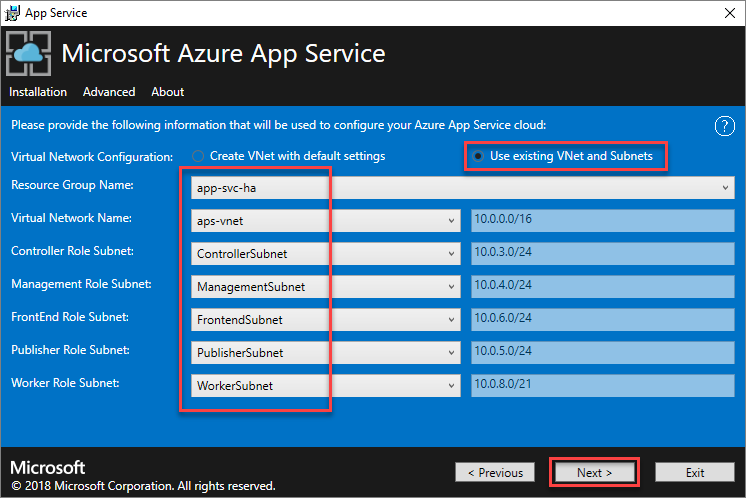 App Service
Microsoft Azure App Service
Installation Advanced About
Please provide the following information that will be used to configure your Azure App Service cloud: ?
Virtual Network Configuration: Create VNet with default settings Use existing VNet and Subnets
Resource Group Name: app-svc-ha
Virtual Network Name: aps-vnet 10.0.0.0/16
Controller Role Subnet: ControllerSubnet 10.0.3.0/24
Management Role Subnet: ManagementSubnet 10.0.4.0/24
FrontEnd Role Subnet: FrontendSubnet 10.0.6.0/24
Publisher Role Subnet: PublisherSubnet 10.0.5.0/24
Worker Role Subnet: WorkerSubnet 10.0.8.0/21
Microsoft
© 2018 Microsoft Corporation. All rights reserved.
< Previous Next > Exit